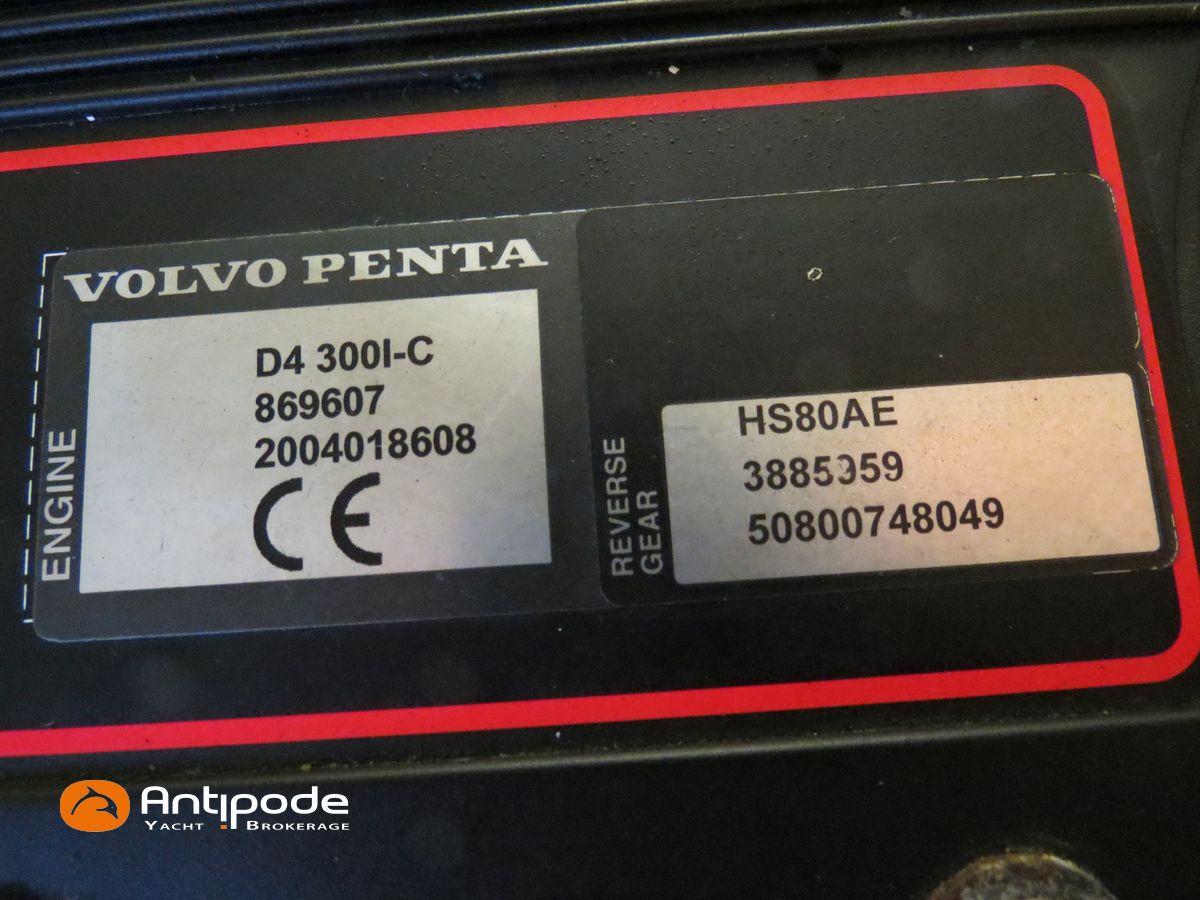 VOLVO PENTA
ENGINE
D4 300I-C
869607
2004018608
CE
REVERSE
GEAR
HS80AE
3885959
50800748049
Antipode
YACHT BROKERAGE